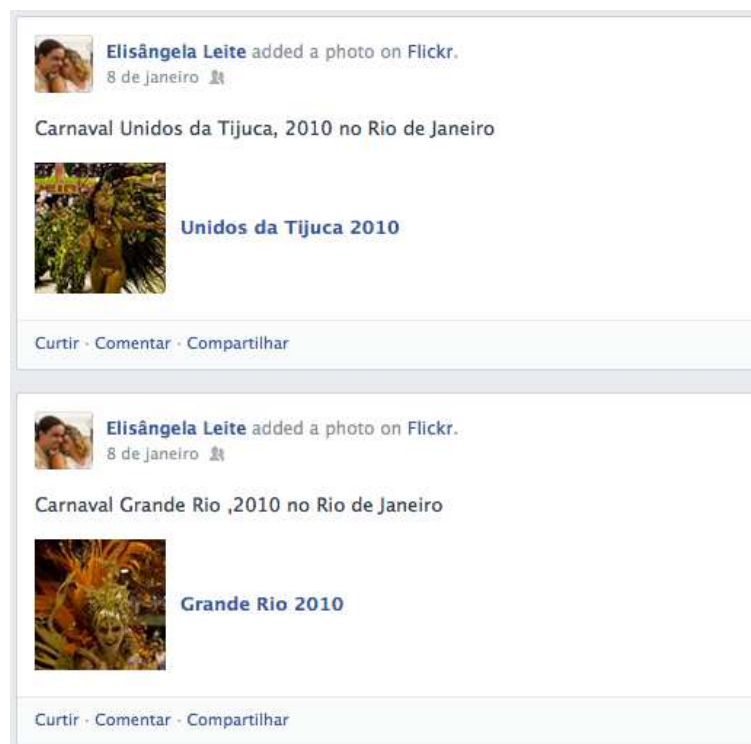 Elisângela Leite added a photo on Flickr.
8 de janeiro
Carnaval Unidos da Tijuca, 2010 no Rio de Janeiro
Unidos da Tijuca 2010
Curtir · Comentar · Compartilhar
Elisângela Leite added a photo on Flickr.
8 de janeiro
Carnaval Grande Rio ,2010 no Rio de Janeiro
Grande Rio 2010
Curtir · Comentar · Compartilhar